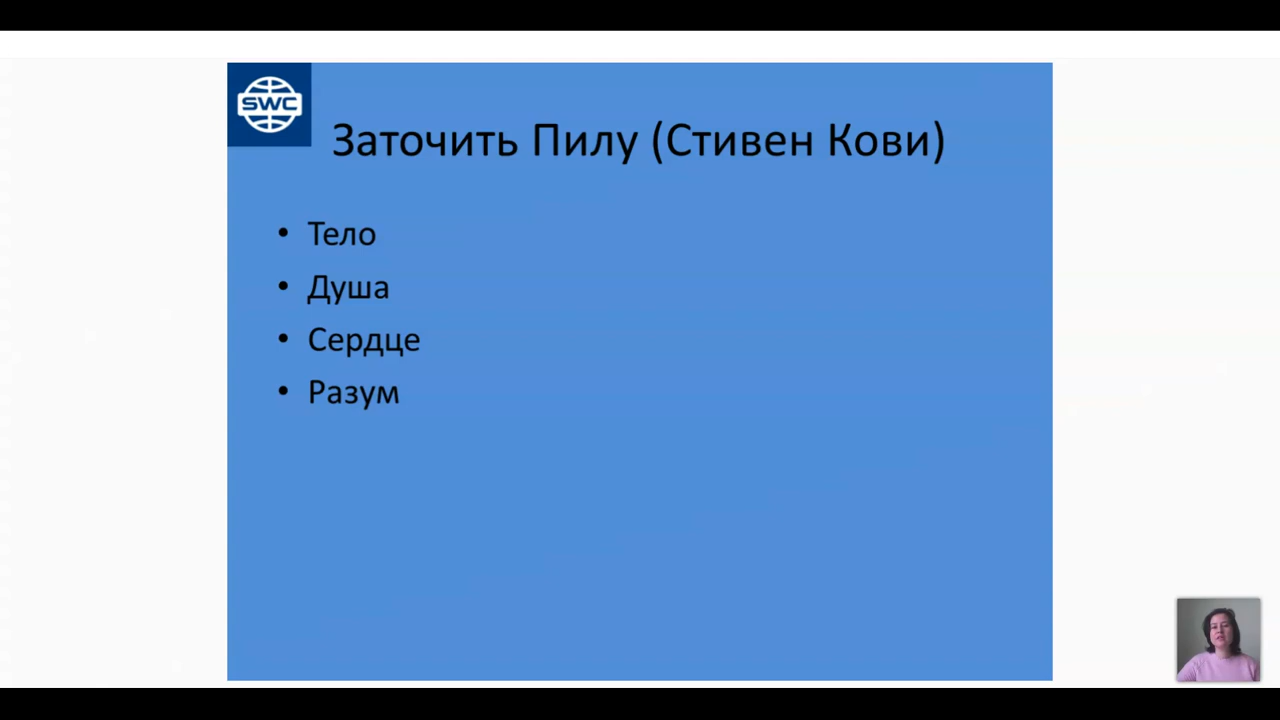 SWC
Заточить Пилу (Стивен Кови)
• Тело
• Душа
• Сердце
• Разум